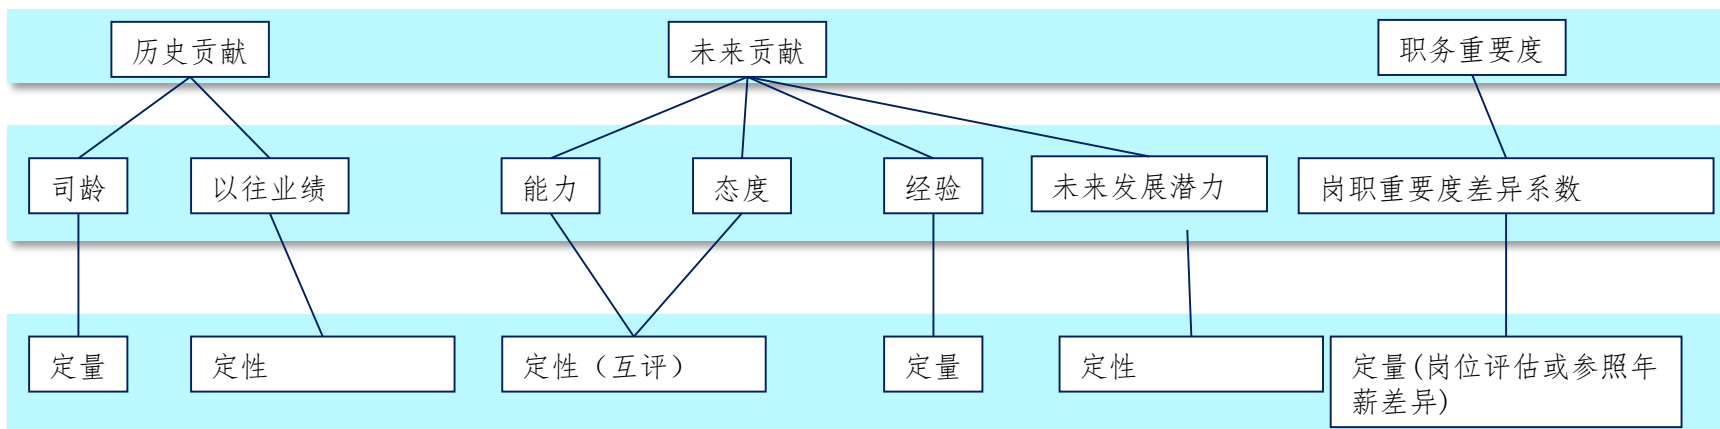 历史贡献
未来贡献
职务重要度
司龄
以往业绩
能力
态度
经验
未来发展潜力
岗职重要度差异系数
定量
定性
定性（互评）
定量
定性
定量(岗位评估或参照年
薪差异)